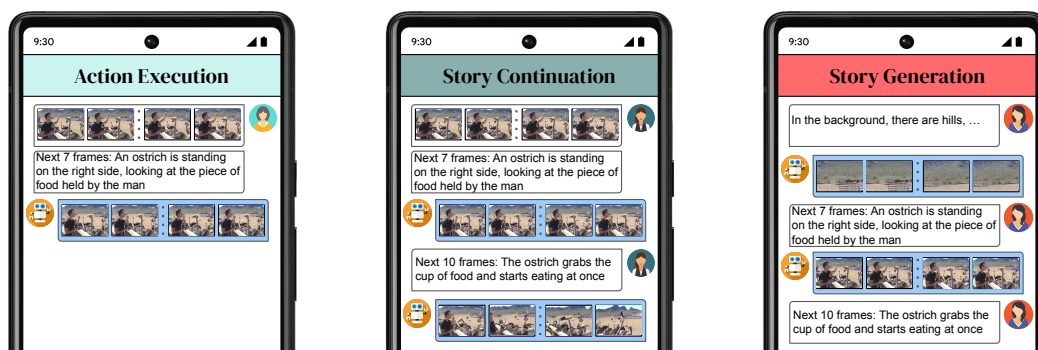 9:30
Action Execution
Next 7 frames: An ostrich is standing
on the right side, looking at the piece of
food held by the man
9:30
Story Continuation
Next 7 frames: An ostrich is standing
on the right side, looking at the piece of
food held by the man
Next 10 frames: The ostrich grabs the
cup of food and starts eating at once
9:30
Story Generation
In the background, there are hills, …
Next 7 frames: An ostrich is standing
on the right side, looking at the piece of
food held by the man
Next 10 frames: The ostrich grabs the
cup of food and starts eating at once